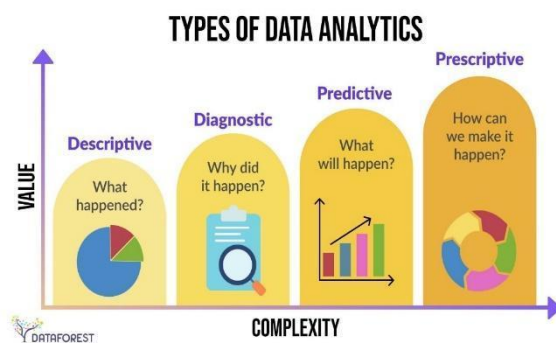 TYPES OF DATA ANALYTICS
Prescriptive
Predictive
Diagnostic
Descriptive
What
happened?
Why did
it happen?
What
will happen?
How can
we make it
happen?
VALUE
COMPLEXITY
DATAFOREST